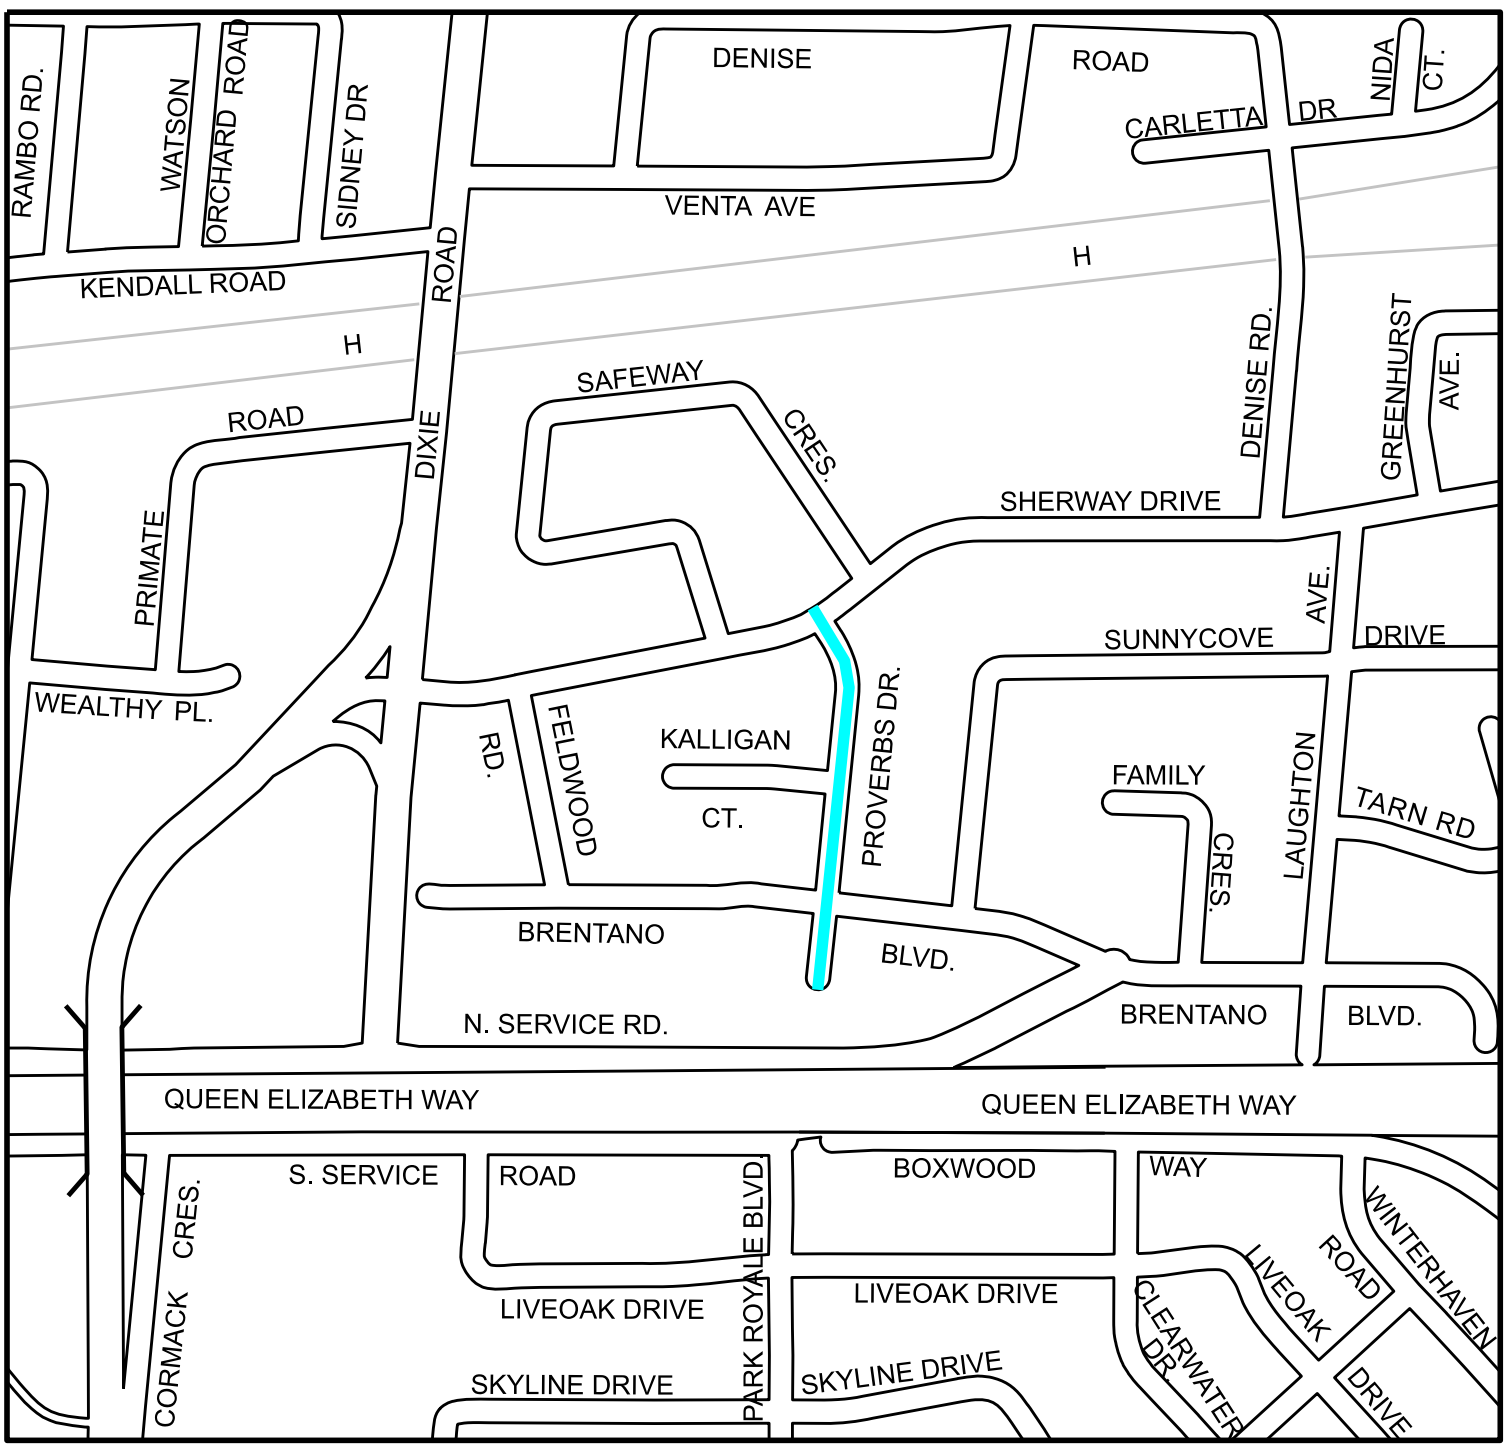 DENISE
ROAD
NIDA
CT.
RAMBO RD.
WATSON
ORCHARD ROAD
SIDNEY DR
CARLETTA
DR
VENTA AVE
KENDALL ROAD
ROAD
DIXIE
H
H
SAFEWAY
CRES.
ROAD
PRIMATE
DENISE RD.
GREENHURST
AVE.
SHERWAY DRIVE
AVE.
LAUGHTON
SUNNYCOVE
DRIVE
WEALTHY PL.
RD.
FELDWOOD
KALLIGAN
CT.
PROVERBS DR.
FAMILY
CRES.
TARN RD
BRENTANO
BLVD.
N. SERVICE RD.
BRENTANO
BLVD.
QUEEN ELIZABETH WAY
QUEEN ELIZABETH WAY
S. SERVICE
ROAD
BOXWOOD
WAY
CORMACK CRES.
PARK ROYALE BLVD.
LIVEOAK DRIVE
LIVEOAK DRIVE
LIVEOAK
DRIVE
ROAD
WINTERHAVEN
CLEARWATER
DR.
SKYLINE DRIVE
SKYLINE DRIVE